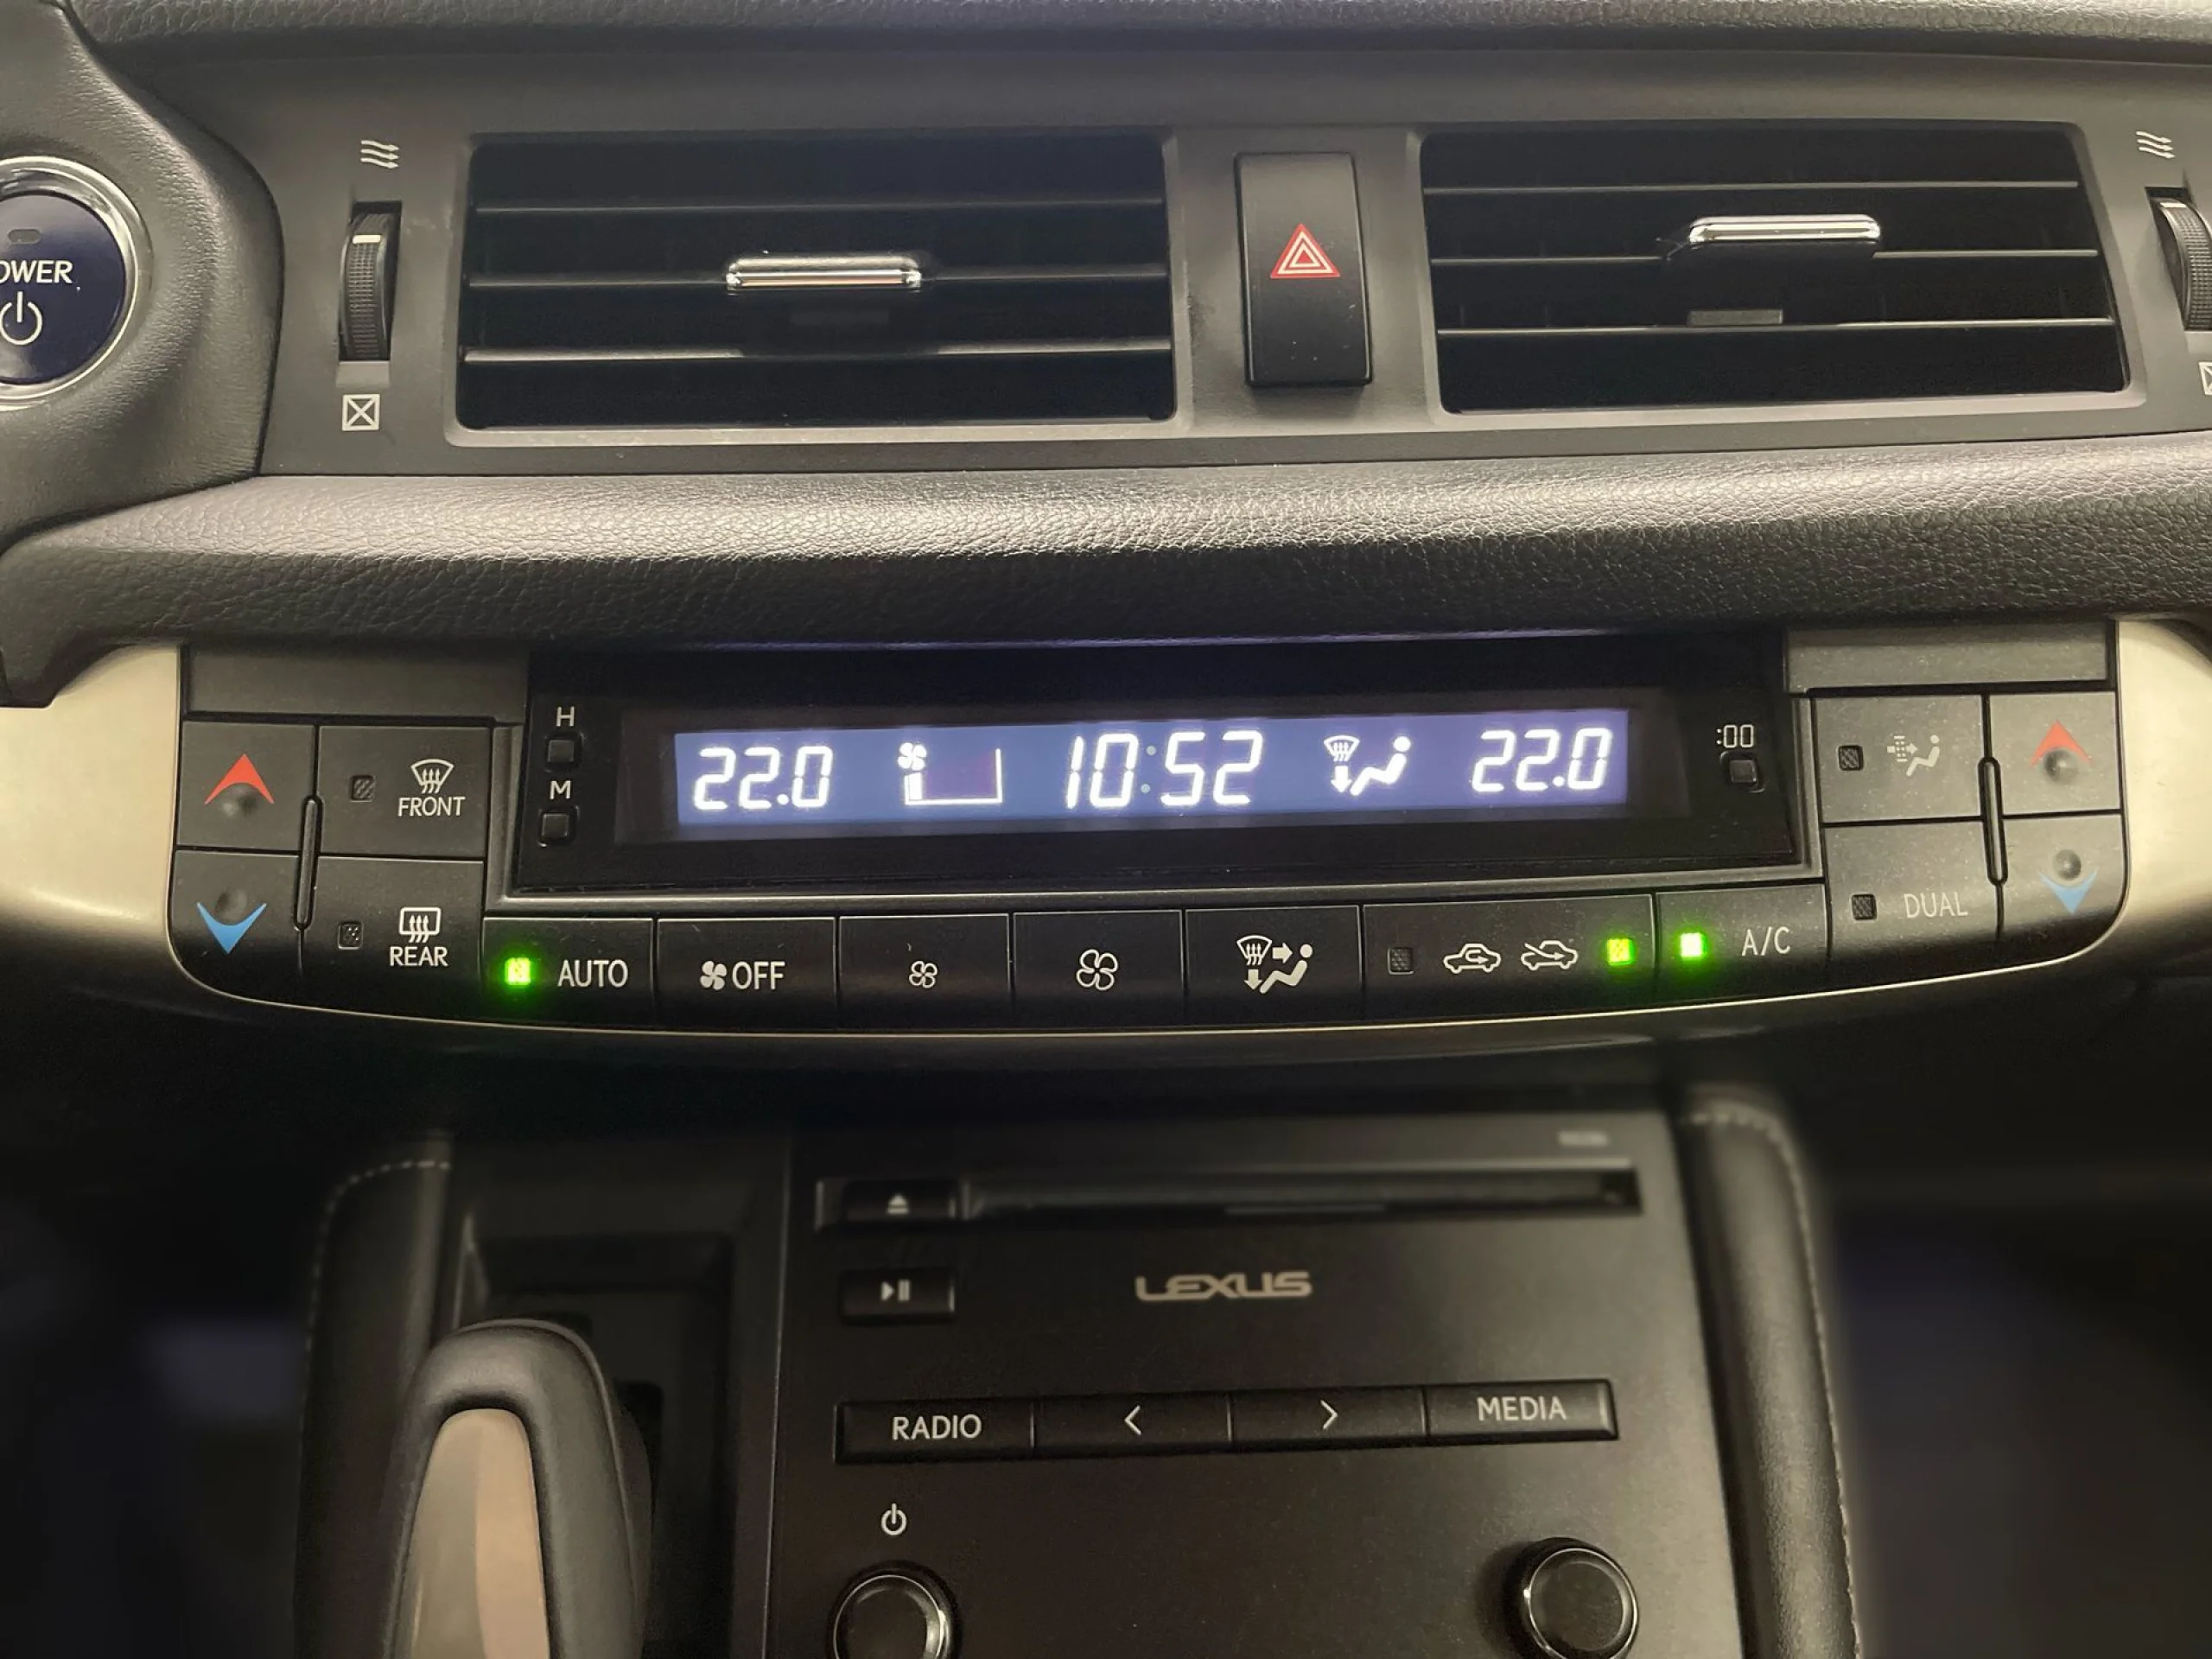 OWER
H
M
22.0 10:52 22.0
:00
FRONT
REAR
AUTO OFF A/C DUAL
LEXUS
RADIO < > MEDIA